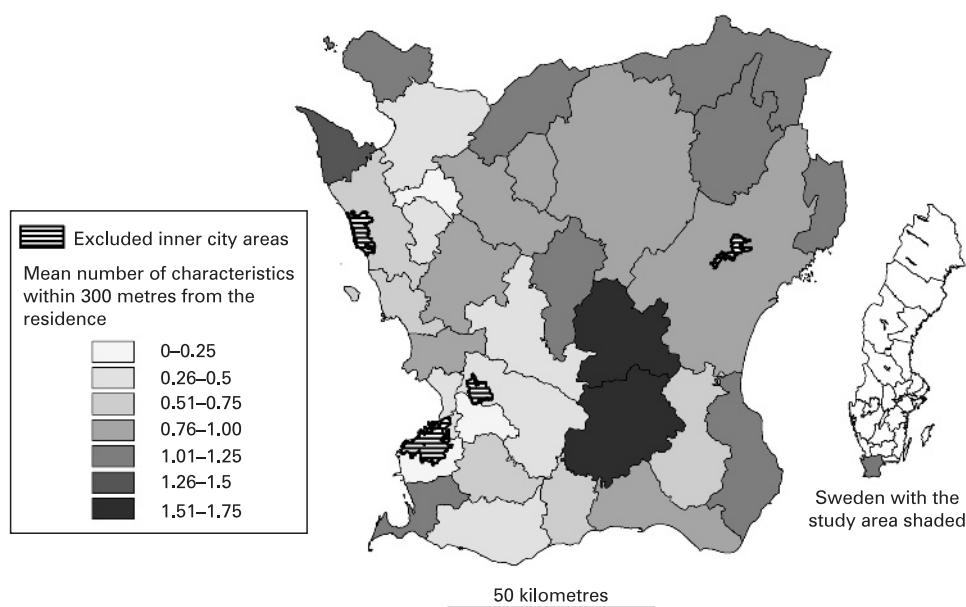 Excluded inner city areas
Mean number of characteristics
within 300 metres from the
residence
0–0.25
0.26–0.5
0.51–0.75
0.76–1.00
1.01–1.25
1.26–1.5
1.51–1.75
Sweden with the
study area shaded
50 kilometres